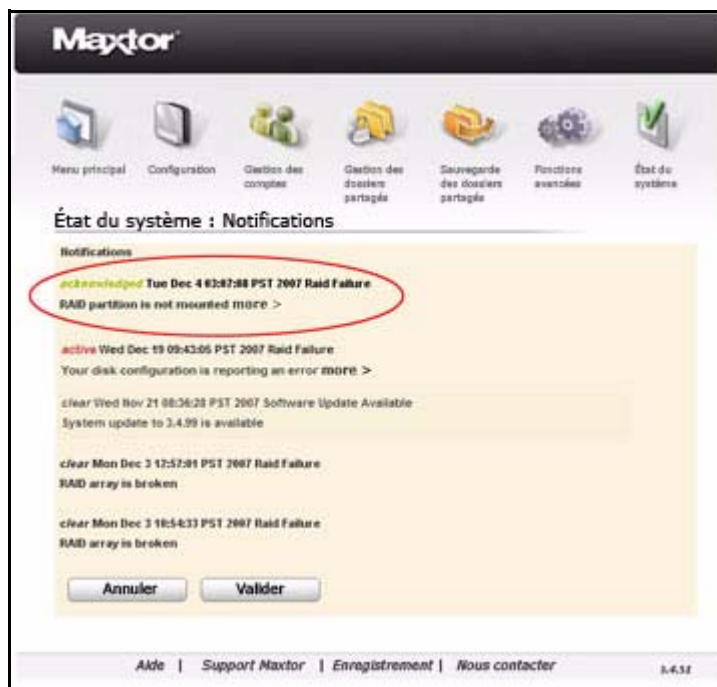 Maxtor
Menu principal
Configuration
Gestion des comptes
Gestion des dossiers partagés
Sauvegarde des dossiers partagés
Fonctions avancées
État du système
État du système : Notifications
Notifications
acknowledged Tue Dec 4 03:07:08 PST 2007 Raid Failure
RAID partition is not mounted more >
active Wed Dec 19 09:43:05 PST 2007 Raid Failure
Your disk configuration is reporting an error more >
clear Wed Nov 21 08:36:28 PST 2007 Software Update Available
System update to 3.4.99 is available
clear Mon Dec 3 12:57:01 PST 2007 Raid Failure
RAID array is broken
clear Mon Dec 3 10:54:33 PST 2007 Raid Failure
RAID array is broken
Annuler Valider
Aide | Support Maxtor | Enregistrement | Nous contacter